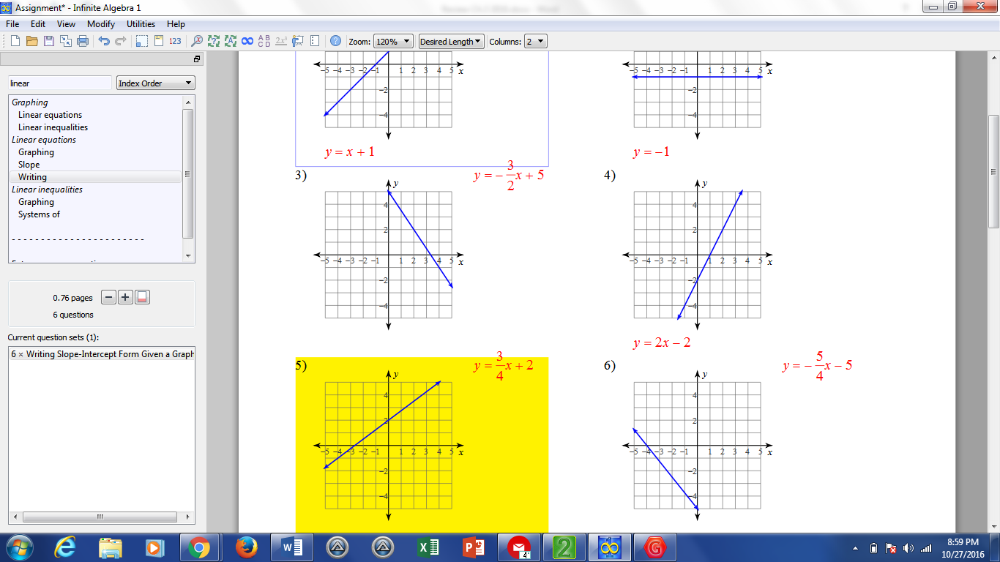 Assignment* - Infinite Algebra 1
File Edit View Modify Utilities Help
123 A B C D 2x³ ? Zoom: 120% Desired Length Columns: 2
linear Index Order
Graphing
Linear equations
Linear inequalities
Linear equations
Graphing
Slope
Writing
Linear inequalities
Graphing
Systems of
- - - - - - - - - - - - - - - - - - - - - - -
0.76 pages
6 questions
Current question sets (1):
6 × Writing Slope-Intercept Form Given a Graph
−5 −4 −3 −2 −1 1 2 3 4 5 x
−2
−4
y = x + 1
−5 −4 −3 −2 −1 1 2 3 4 5 x
−2
−4
y = −1
3) y = −3/2x + 5
y
4
2
−5 −4 −3 −2 −1 1 2 3 4 5 x
−2
−4
4)
y
4
2
−5 −4 −3 −2 −1 1 2 3 4 5 x
−2
−4
y = 2x − 2
5) y = 3/4x + 2
y
4
2
−5 −4 −3 −2 −1 1 2 3 4 5 x
−2
−4
6) y = −5/4x − 5
y
4
2
−5 −4 −3 −2 −1 1 2 3 4 5 x
−2
−4
8:59 PM
10/27/2016